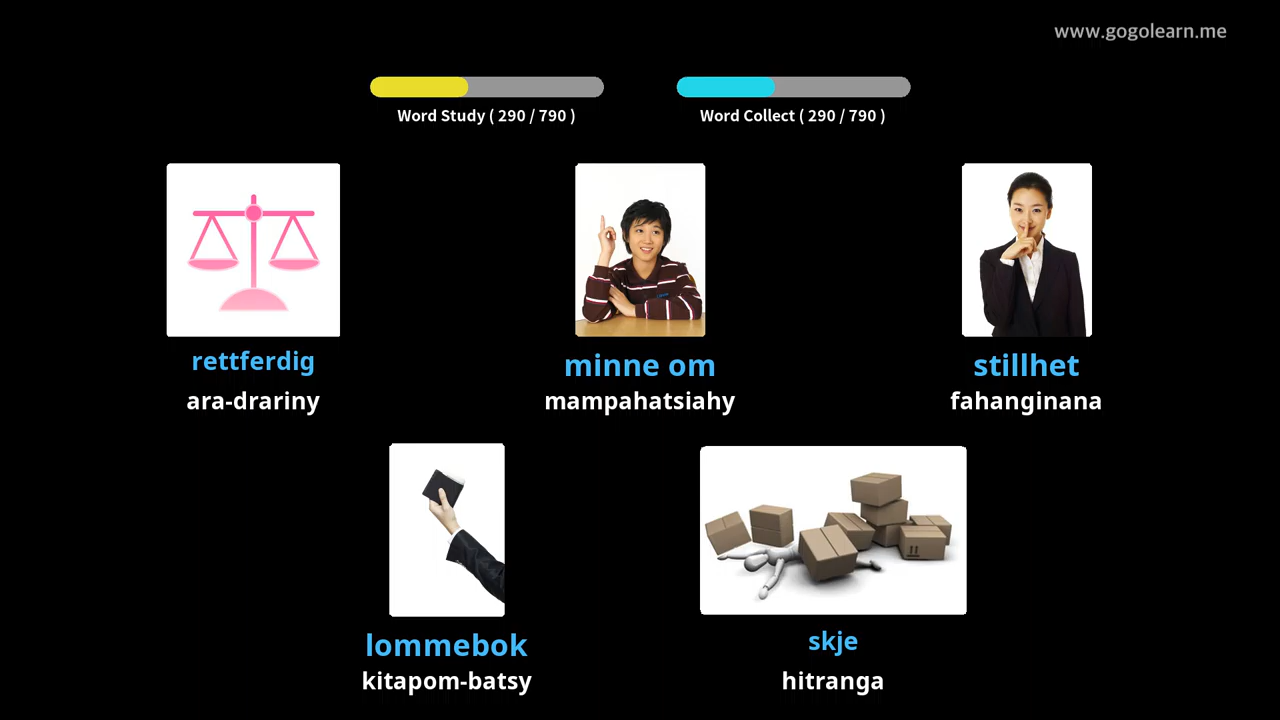 www.gogolearn.me
Word Study ( 290 / 790 )
Word Collect ( 290 / 790 )
rettferdig
ara-drariny
minne om
mampahatsiahy
stillhet
fahanginana
lommebok
kitapom-batsy
skje
hitranga